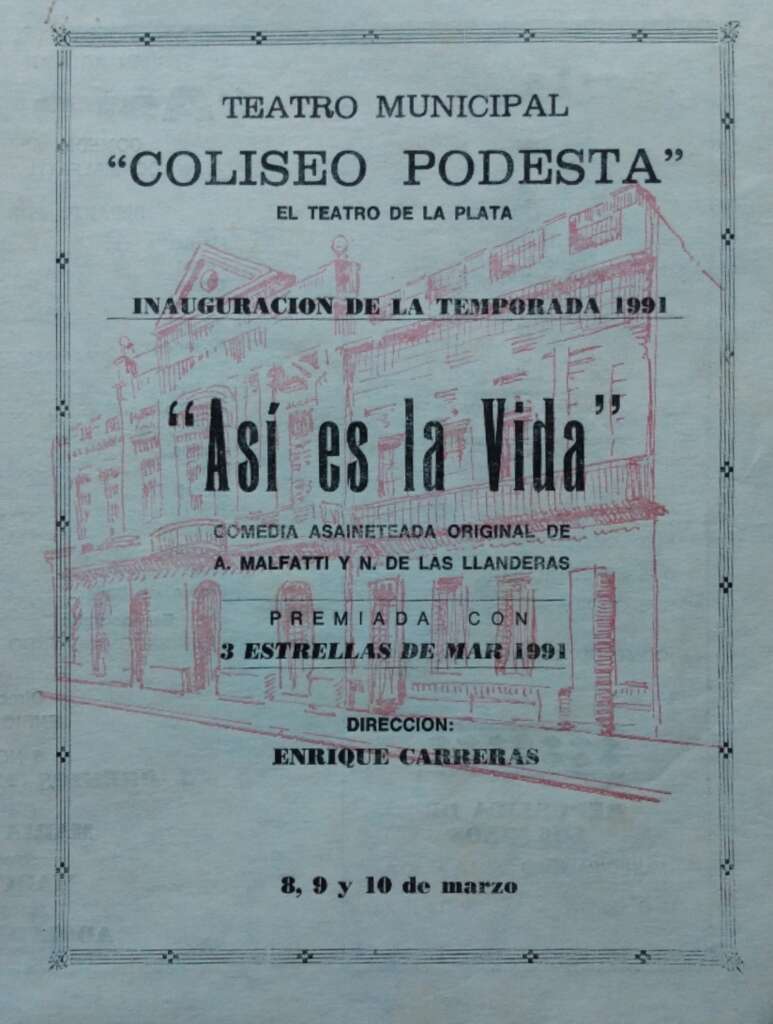 TEATRO MUNICIPAL
"COLISEO PODESTA"
EL TEATRO DE LA PLATA
INAUGURACION DE LA TEMPORADA 1991
"Así es la Vida"
COMEDIA ASAINETEADA ORIGINAL DE
A. MALFATTI Y N. DE LAS LLANDERAS
PREMIADA CON
3 ESTRELLAS DE MAR 1991
DIRECCION:
ENRIQUE CARRERAS
8, 9 y 10 de marzo